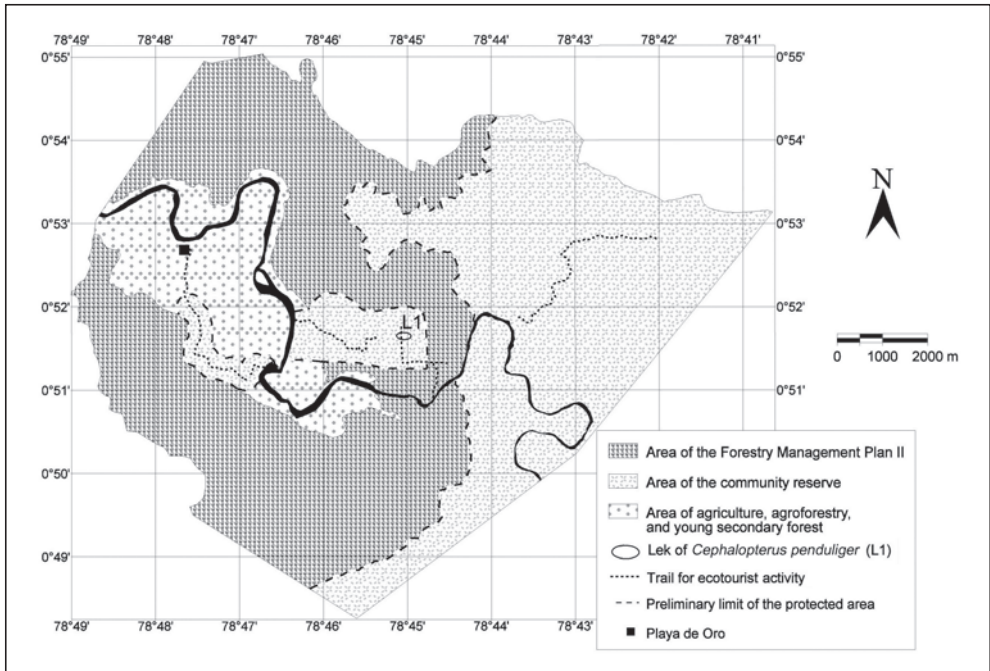 78°49' 78°48' 78°47' 78°46' 78°45' 78°44' 78°43' 78°42' 78°41'
0°55' 0°55'
0°54' 0°54'
N
0°53' 0°53'
0°52' 0°52'
L1
0 1000 2000 m
0°51' 0°51'
0°50'
0°49'
78°49' 78°48' 78°47' 78°46' 78°45' 78°44' 78°43'
Area of the Forestry Management Plan II
Area of the community reserve
Area of agriculture, agroforestry,
and young secondary forest
Lek of Cephalopterus penduliger (L1)
Trail for ecotourist activity
Preliminary limit of the protected area
Playa de Oro